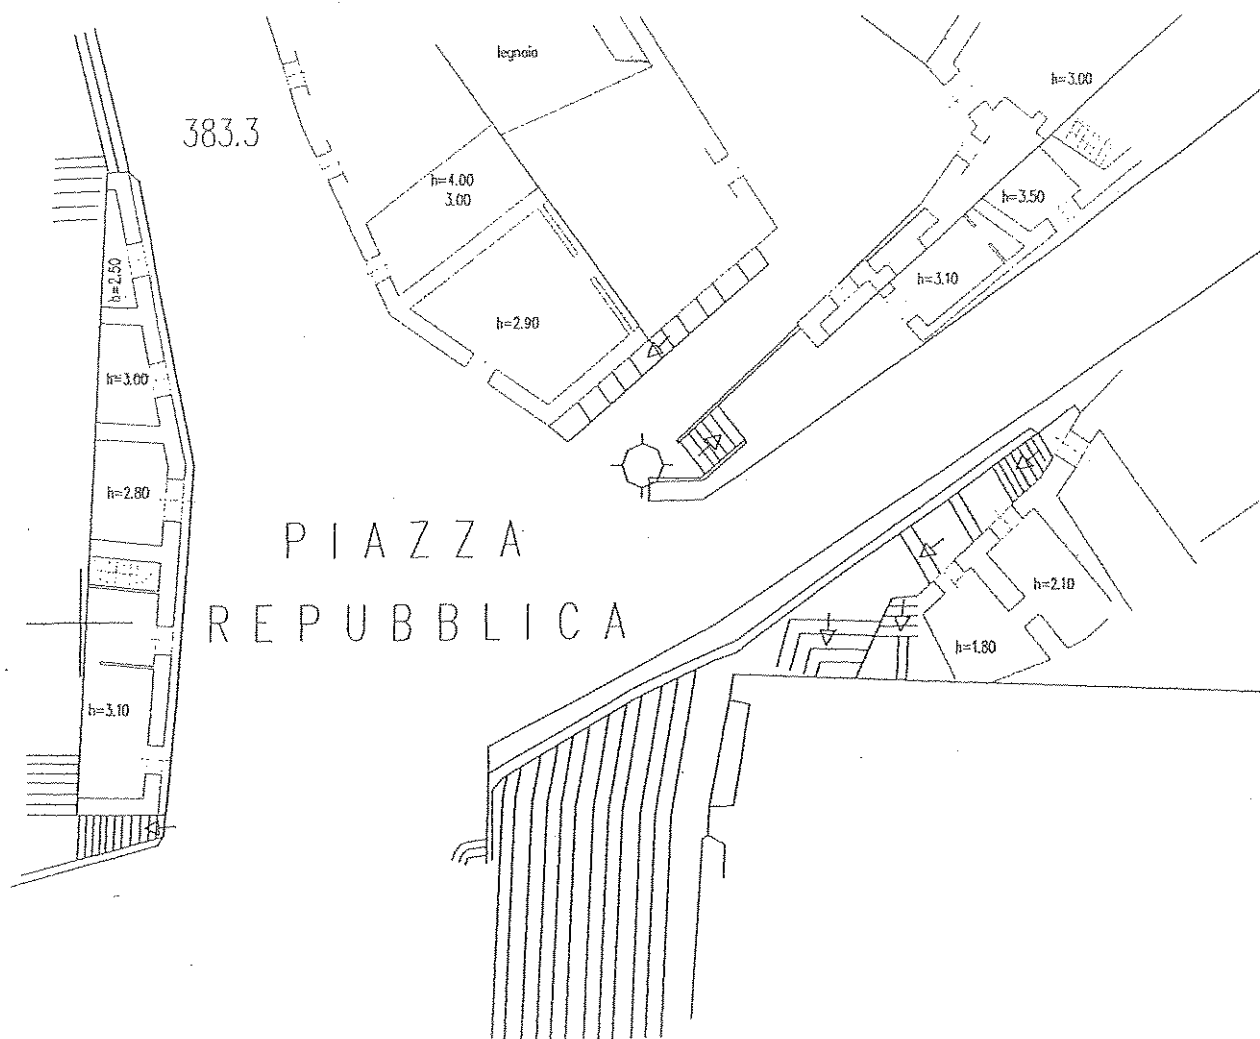 legnaia
h=3.00
383.3
h=4.00
3.00
h=3.50
h=2.50
h=3.10
h=2.90
h=3.00
h=2.80
PIAZZA
REPUBBLICA
h=2.10
h=1.80
h=3.10